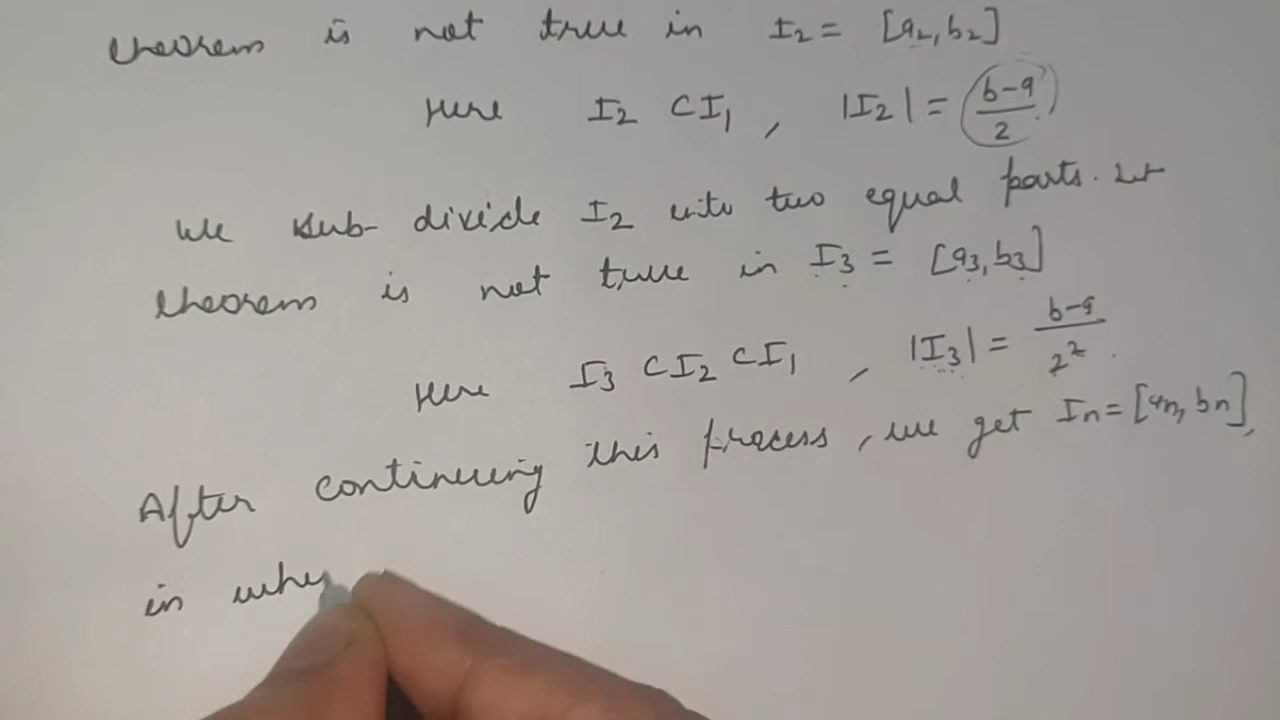 theorem is not true in I₂ = [a₂, b₂]
Here I₂ ⊂ I₁ , |I₂| = (b-a)/2
We sub-divide I₂ into two equal parts. Let
theorem is not true in I₃ = [a₃, b₃]
Here I₃ ⊂ I₂ ⊂ I₁ , |I₃| = (b-a)/2²
After continuing this process, we get Iₙ = [aₙ, bₙ],
in whi